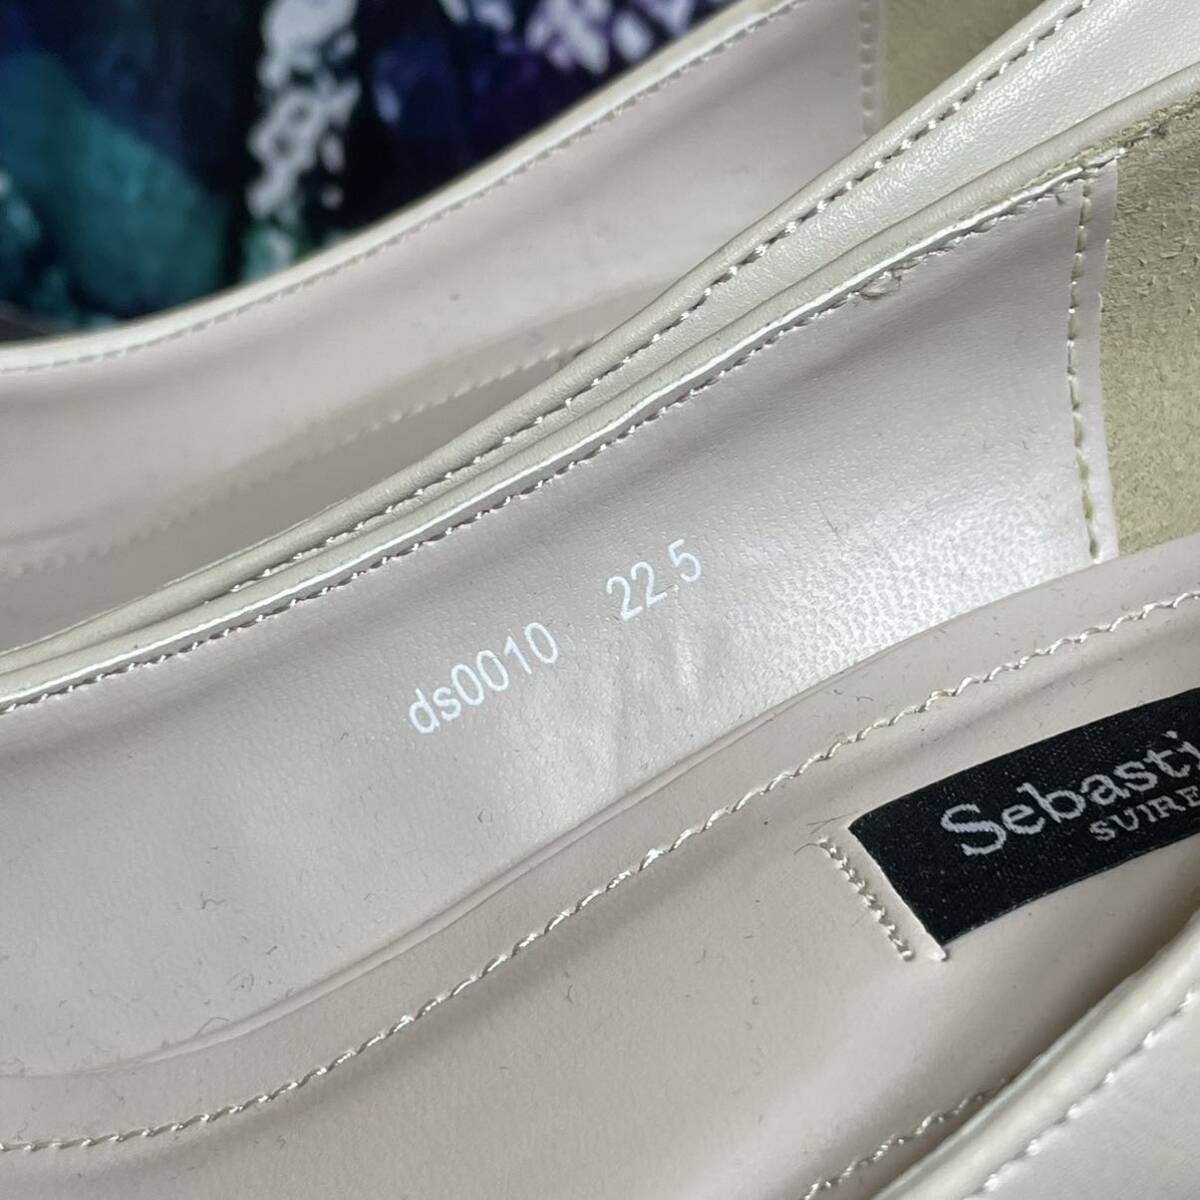 ds0010 22.5
Sebasti
SUIRE